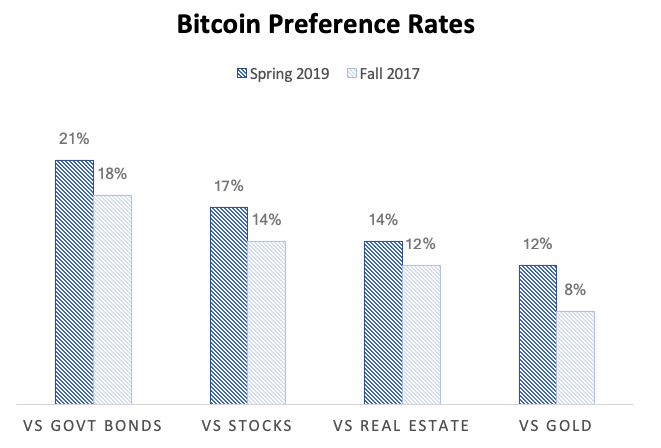 Bitcoin Preference Rates
Spring 2019 Fall 2017
21%
18%
17%
14%
14%
12%
12%
8%
VS GOVT BONDS VS STOCKS VS REAL ESTATE VS GOLD